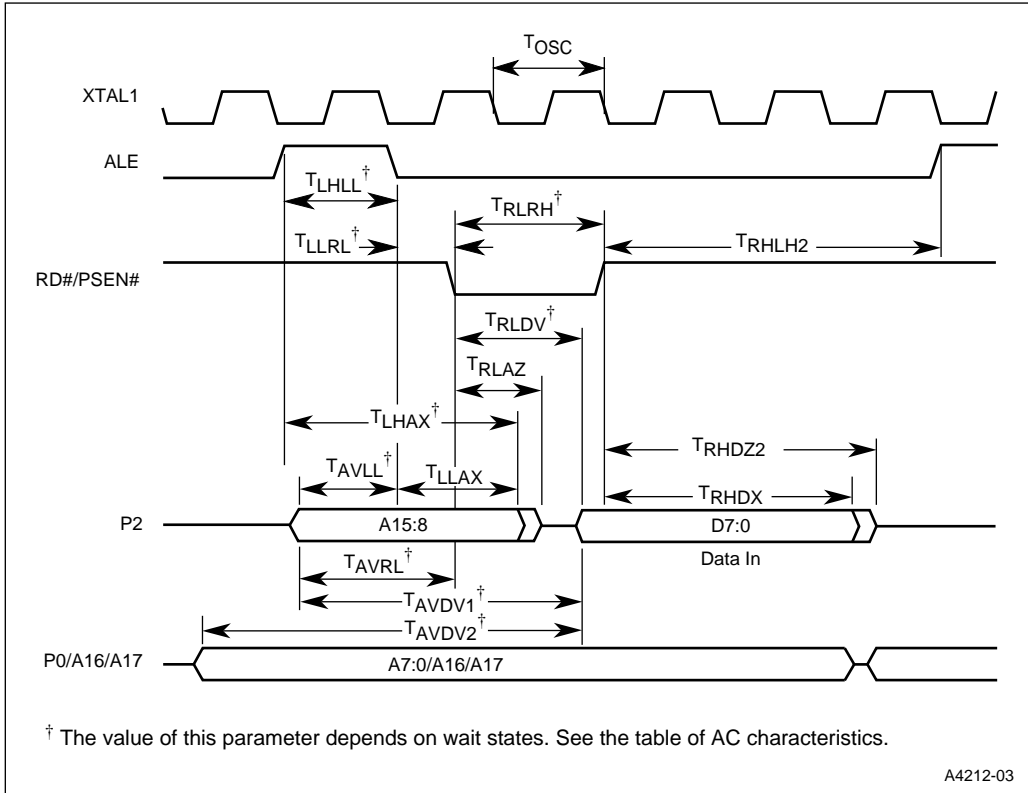 TOSC
XTAL1
ALE
TLHLL†
TRLRH†
TLLRL†
TRHLH2
RD#/PSEN#
TRLDV†
TRLAZ
TLHAX†
TRHDZ2
TAVLL†
TLLAX
TRHDX
P2
A15:8
D7:0
Data In
TAVRL†
TAVDV1†
TAVDV2†
P0/A16/A17
A7:0/A16/A17
† The value of this parameter depends on wait states. See the table of AC characteristics.
A4212-03